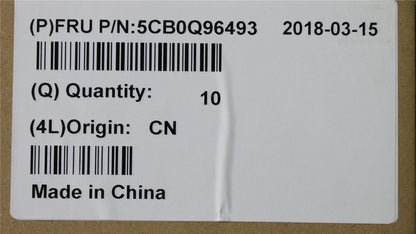 (P)FRU P/N:5CB0Q96493 2018-03-15
(Q) Quantity: 10
(4L)Origin: CN
Made in China